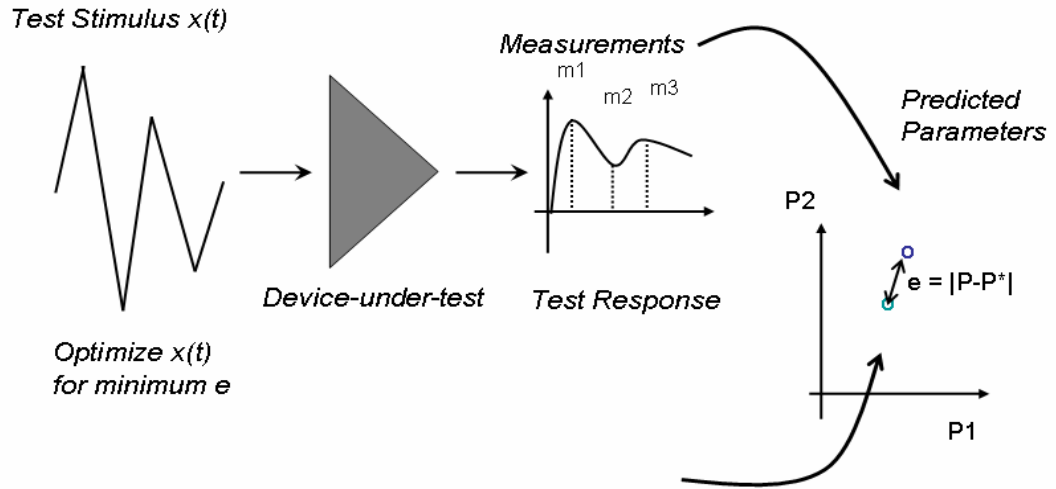 Test Stimulus x(t)
Measurements
m1
m2
m3
Predicted
Parameters
P2
e = |P-P*|
Device-under-test
Test Response
Optimize x(t)
for minimum e
P1